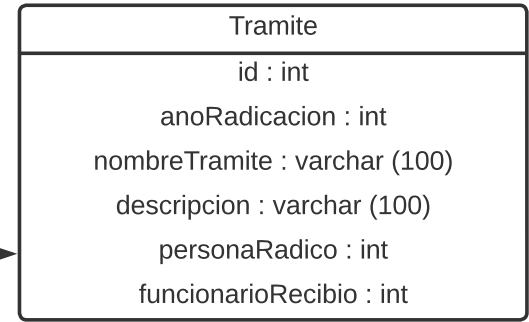 Tramite
id : int
anoRadicacion : int
nombreTramite : varchar (100)
descripcion : varchar (100)
personaRadico : int
funcionarioRecibio : int